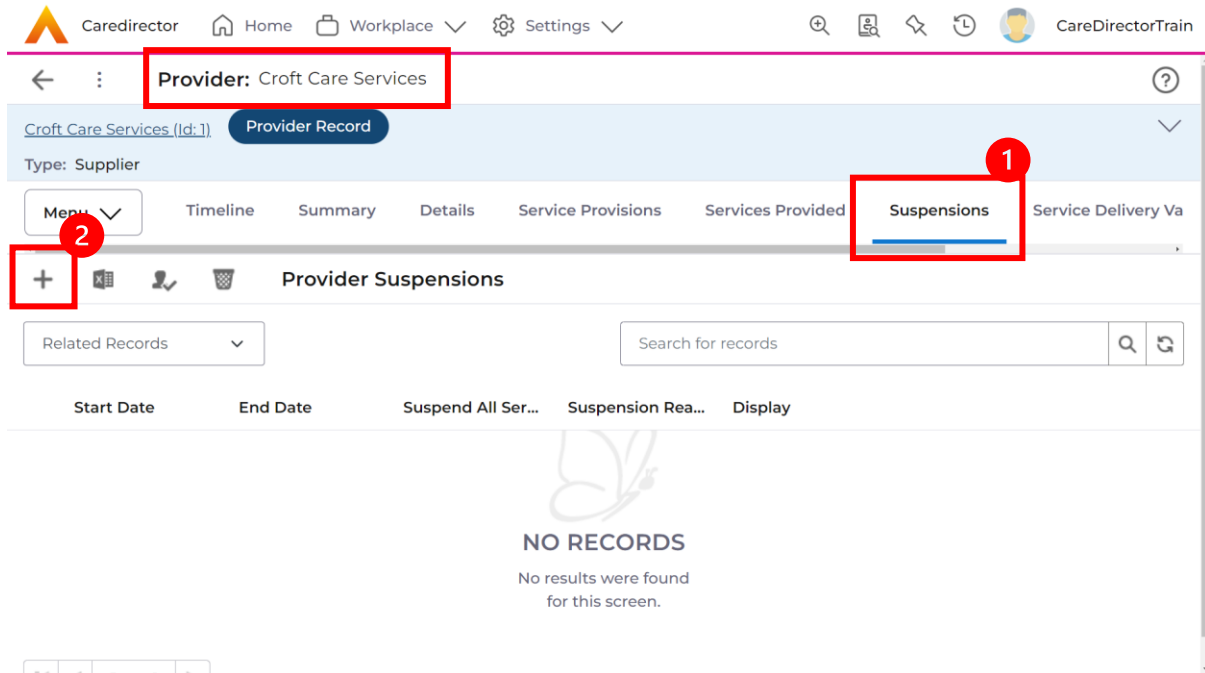 Caredirector Home Workplace Settings CareDirectorTrain
Provider: Croft Care Services
Croft Care Services (Id: 1) Provider Record
Type: Supplier
1
Menu Timeline Summary Details Service Provisions Services Provided Suspensions Service Delivery Va
2
Provider Suspensions
Related Records Search for records
Start Date End Date Suspend All Ser... Suspension Rea... Display
NO RECORDS
No results were found
for this screen.